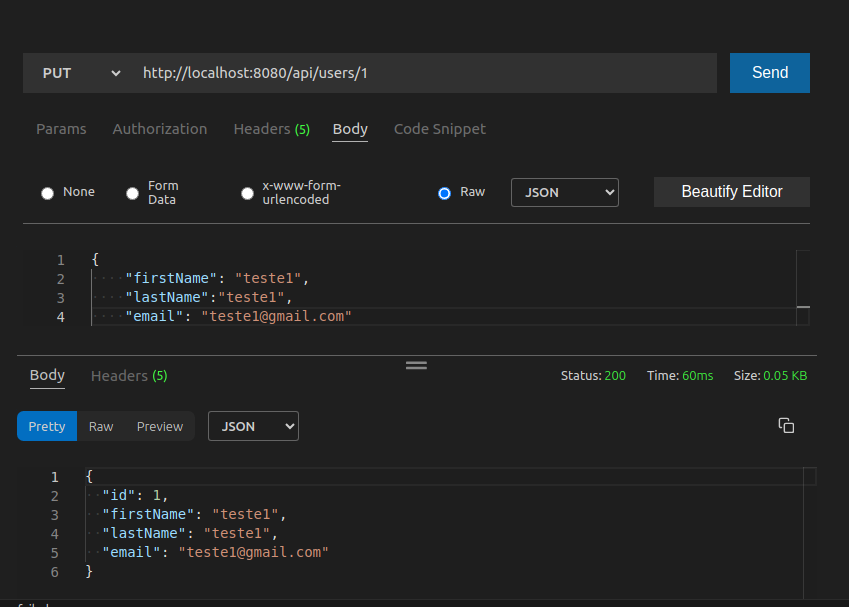 PUT http://localhost:8080/api/users/1 Send
Params Authorization Headers (5) Body Code Snippet
None Form Data x-www-form-urlencoded Raw JSON Beautify Editor
1 {
2 ····"firstName": "teste1",
3 ····"lastName":"teste1",
4 ····"email": "teste1@gmail.com"
Body Headers (5) Status: 200 Time: 60ms Size: 0.05 KB
Pretty Raw Preview JSON
1 {
2 ··"id": 1,
3 ··"firstName": "teste1",
4 ··"lastName": "teste1",
5 ··"email": "teste1@gmail.com"
6 }